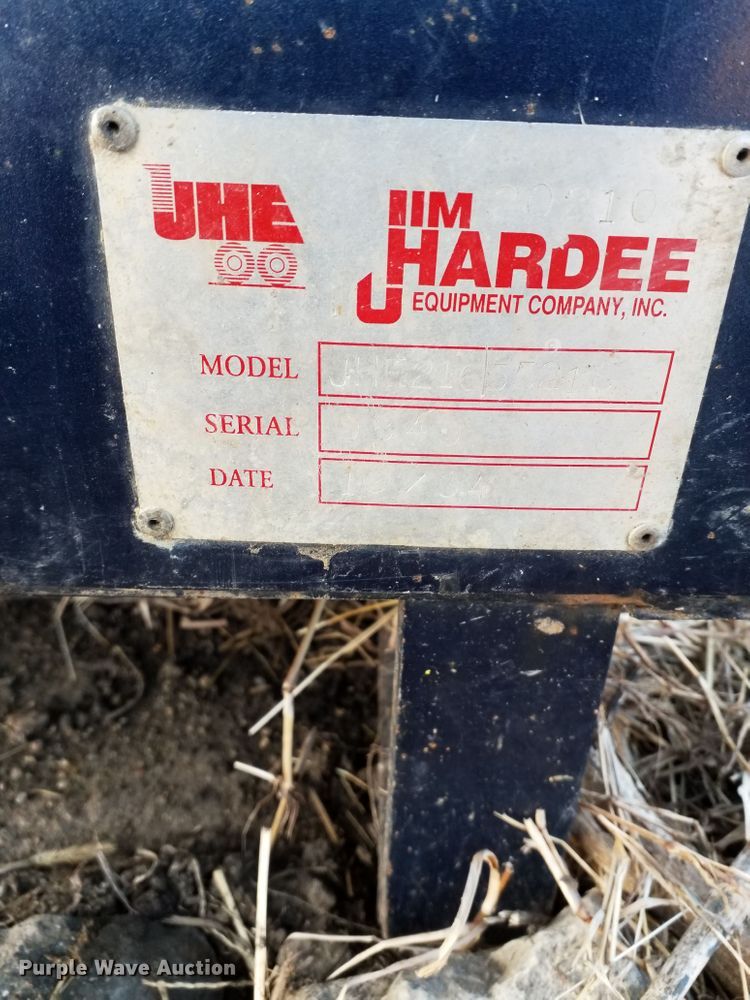 JHE
JIM
HARDEE
EQUIPMENT COMPANY, INC.
MODEL
SERIAL
DATE
Purple Wave Auction